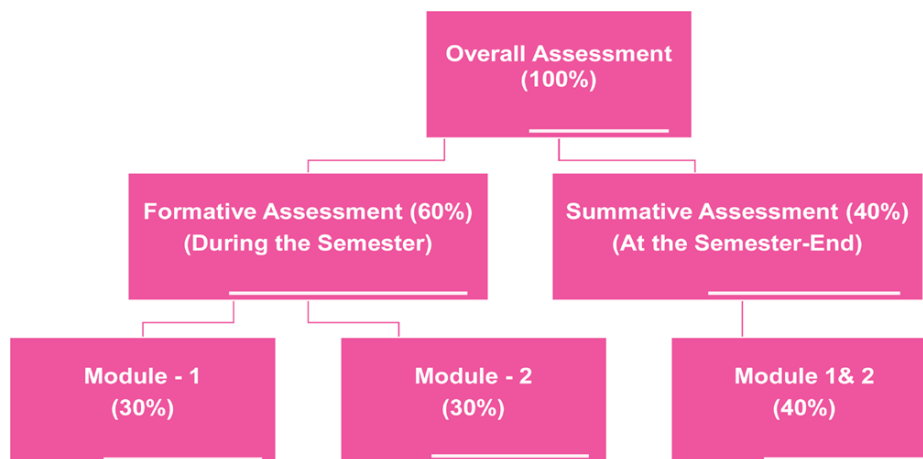 Overall Assessment
(100%)
Formative Assessment (60%)
(During the Semester)
Summative Assessment (40%)
(At the Semester-End)
Module - 1
(30%)
Module - 2
(30%)
Module 1& 2
(40%)